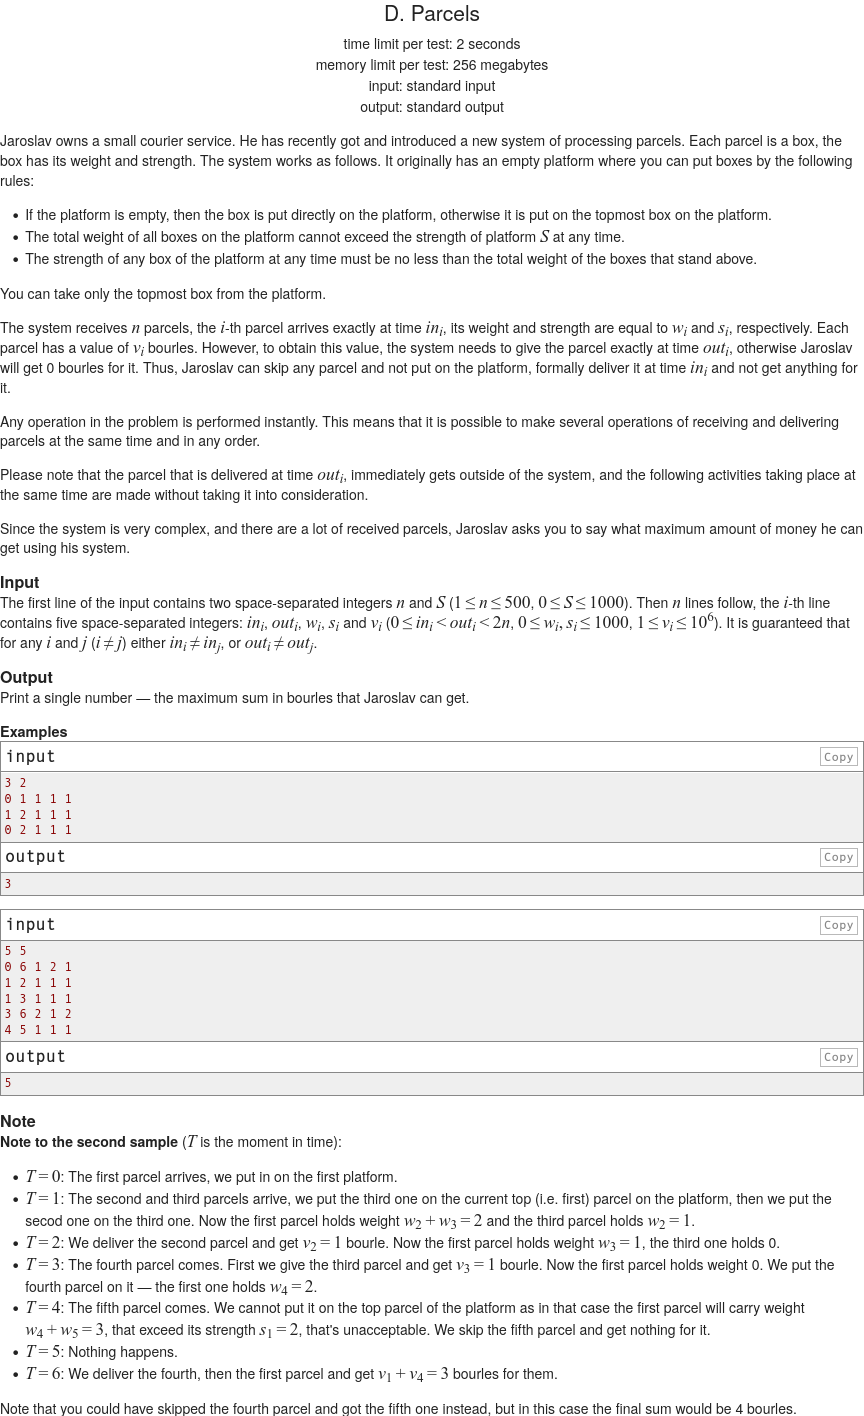 D. Parcels
time limit per test: 2 seconds
memory limit per test: 256 megabytes
input: standard input
output: standard output
Jaroslav owns a small courier service. He has recently got and introduced a new system of processing parcels. Each parcel is a box, the
box has its weight and strength. The system works as follows. It originally has an empty platform where you can put boxes by the following
rules:
• If the platform is empty, then the box is put directly on the platform, otherwise it is put on the topmost box on the platform.
• The total weight of all boxes on the platform cannot exceed the strength of platform S at any time.
• The strength of any box of the platform at any time must be no less than the total weight of the boxes that stand above.
You can take only the topmost box from the platform.
The system receives n parcels, the i-th parcel arrives exactly at time in_i, its weight and strength are equal to w_i and s_i, respectively. Each
parcel has a value of v_i bourles. However, to obtain this value, the system needs to give the parcel exactly at time out_i, otherwise Jaroslav
will get 0 bourles for it. Thus, Jaroslav can skip any parcel and not put on the platform, formally deliver it at time in_i and not get anything for
it.
Any operation in the problem is performed instantly. This means that it is possible to make several operations of receiving and delivering
parcels at the same time and in any order.
Please note that the parcel that is delivered at time out_i, immediately gets outside of the system, and the following activities taking place at
the same time are made without taking it into consideration.
Since the system is very complex, and there are a lot of received parcels, Jaroslav asks you to say what maximum amount of money he can
get using his system.
Input
The first line of the input contains two space-separated integers n and S (1 ≤ n ≤ 500, 0 ≤ S ≤ 1000). Then n lines follow, the i-th line
contains five space-separated integers: in_i, out_i, w_i, s_i and v_i (0 ≤ in_i < out_i < 2n, 0 ≤ w_i, s_i ≤ 1000, 1 ≤ v_i ≤ 10^6). It is guaranteed that
for any i and j (i ≠ j) either in_i ≠ in_j, or out_i ≠ out_j.
Output
Print a single number — the maximum sum in bourles that Jaroslav can get.
Examples
input Copy
3 2
0 1 1 1 1
1 2 1 1 1
0 2 1 1 1
output Copy
3
input Copy
5 5
0 6 1 2 1
1 2 1 1 1
1 3 1 1 1
3 6 2 1 2
4 5 1 1 1
output Copy
5
Note
Note to the second sample (T is the moment in time):
• T = 0: The first parcel arrives, we put in on the first platform.
• T = 1: The second and third parcels arrive, we put the third one on the current top (i.e. first) parcel on the platform, then we put the
secod one on the third one. Now the first parcel holds weight w_2 + w_3 = 2 and the third parcel holds w_2 = 1.
• T = 2: We deliver the second parcel and get v_2 = 1 bourle. Now the first parcel holds weight w_3 = 1, the third one holds 0.
• T = 3: The fourth parcel comes. First we give the third parcel and get v_3 = 1 bourle. Now the first parcel holds weight 0. We put the
fourth parcel on it — the first one holds w_4 = 2.
• T = 4: The fifth parcel comes. We cannot put it on the top parcel of the platform as in that case the first parcel will carry weight
w_4 + w_5 = 3, that exceed its strength s_1 = 2, that's unacceptable. We skip the fifth parcel and get nothing for it.
• T = 5: Nothing happens.
• T = 6: We deliver the fourth, then the first parcel and get v_1 + v_4 = 3 bourles for them.
Note that you could have skipped the fourth parcel and got the fifth one instead, but in this case the final sum would be 4 bourles.